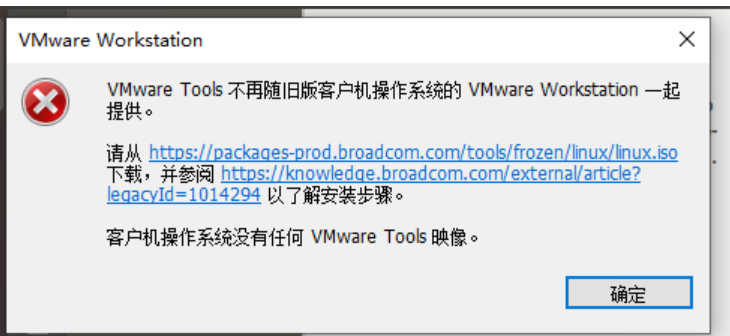 VMware Workstation
VMware Tools 不再随旧版客户机操作系统的 VMware Workstation 一起
提供。
请从 https://packages-prod.broadcom.com/tools/frozen/linux/linux.iso
下载，并参阅 https://knowledge.broadcom.com/external/article?
legacyId=1014294 以了解安装步骤。
客户机操作系统没有任何 VMware Tools 映像。
确定